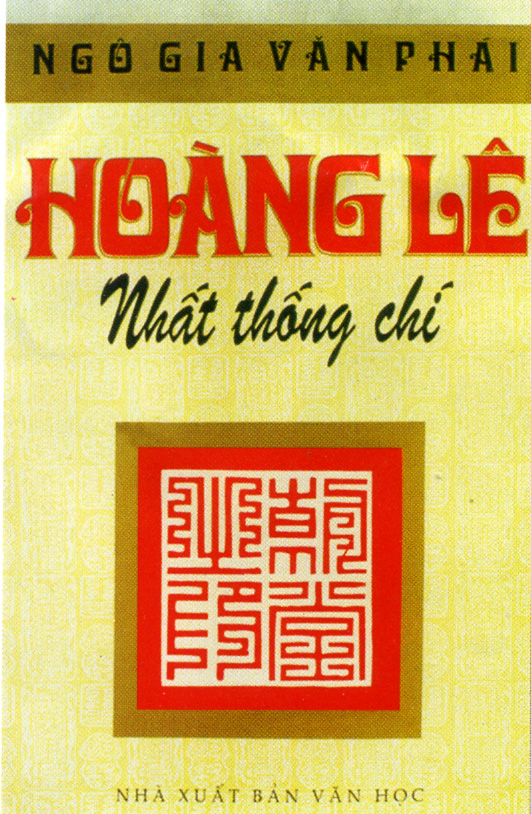 NGÔ GIA VĂN PHÁI
HOÀNG LÊ
Nhất thống chí
NHÀ XUẤT BẢN VĂN HỌC